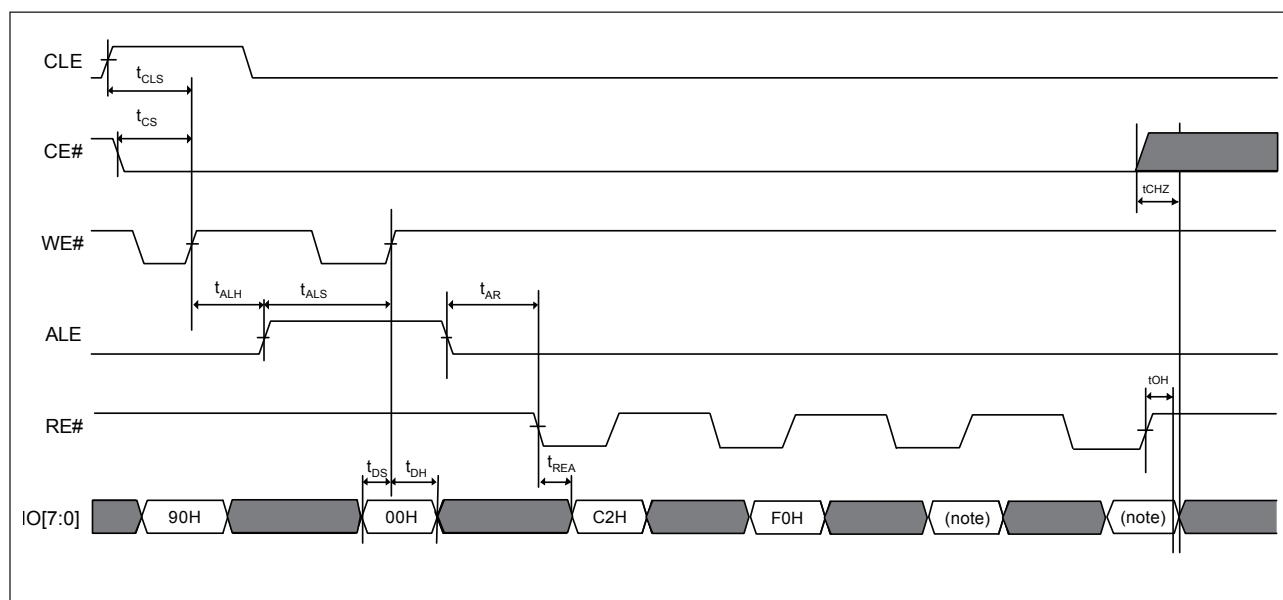 CLE
tCLS
tCS
CE#
tCHZ
WE#
tALH
tALS
tAR
ALE
tOH
RE#
tDS
tDH
tREA
IO[7:0]
90H
00H
C2H
F0H
(note)
(note)